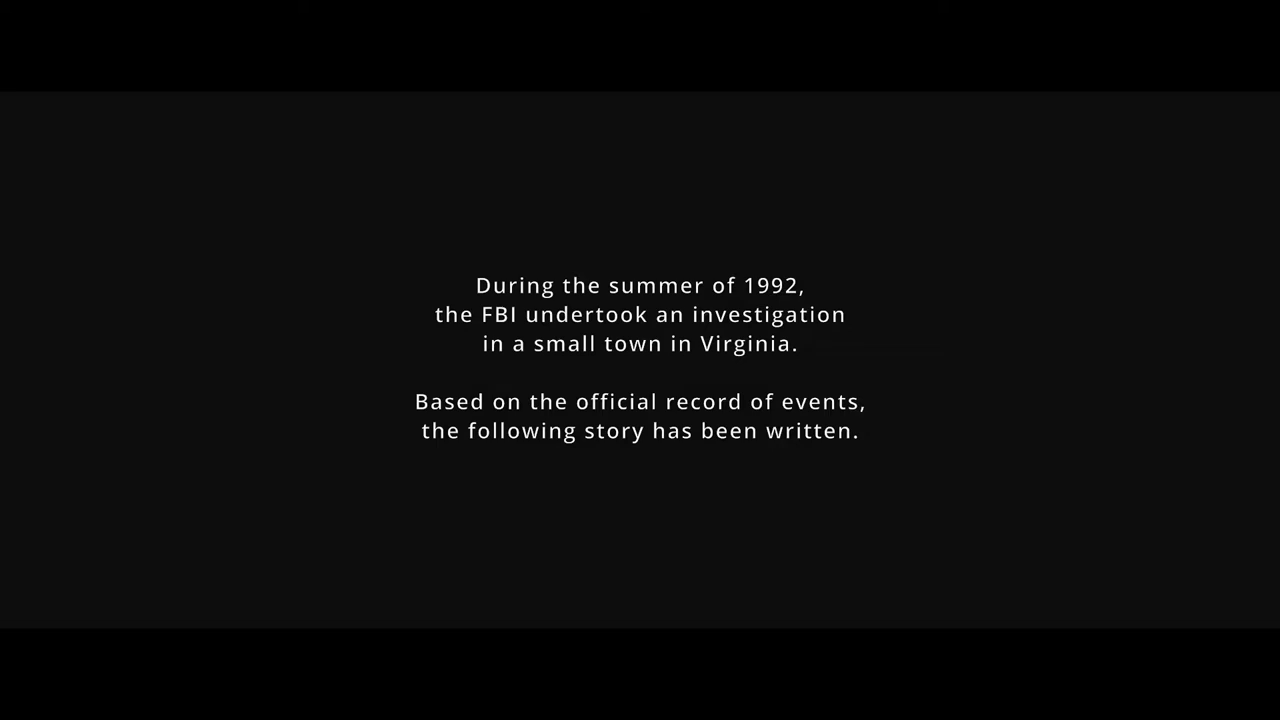 During the summer of 1992,
the FBI undertook an investigation
in a small town in Virginia.
Based on the official record of events,
the following story has been written.